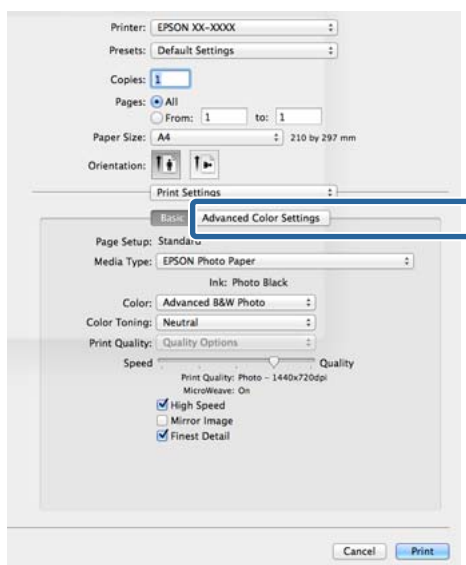 Printer: EPSON XX-XXXX
Presets: Default Settings
Copies: 1
Pages: All
From: 1 to: 1
Paper Size: A4 210 by 297 mm
Orientation:
Print Settings
Basic Advanced Color Settings
Page Setup: Standard
Media Type: EPSON Photo Paper
Ink: Photo Black
Color: Advanced B&W Photo
Color Toning: Neutral
Print Quality: Quality Options
Speed Quality
Print Quality: Photo - 1440x720dpi
MicroWeave: On
High Speed
Mirror Image
Finest Detail
Cancel Print